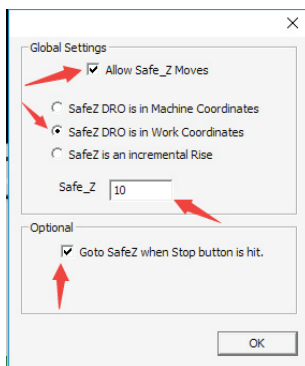 Global Settings
Allow Safe_Z Moves
SafeZ DRO is in Machine Coordinates
SafeZ DRO is in Work Coordinates
SafeZ is an incremental Rise
Safe_Z 10
Optional
Goto SafeZ when Stop button is hit.
OK